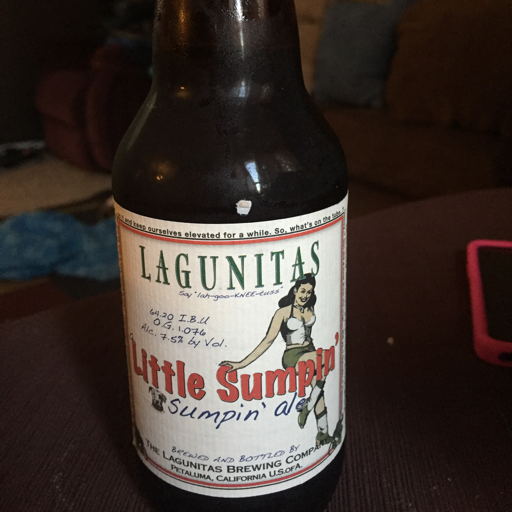 and keep ourselves elevated for a while. So, what's on the tube
LAGUNITAS
Say "lah-goo-KNEE-tuss"
64.20 I.B.U
O.G. 1.076
Alc. 7.5% by Vol.
'Little Sumpin'
Sumpin' ale
BREWED AND BOTTLED BY
THE LAGUNITAS BREWING COMPANY
PETALUMA, CALIFORNIA U.S.OFA.